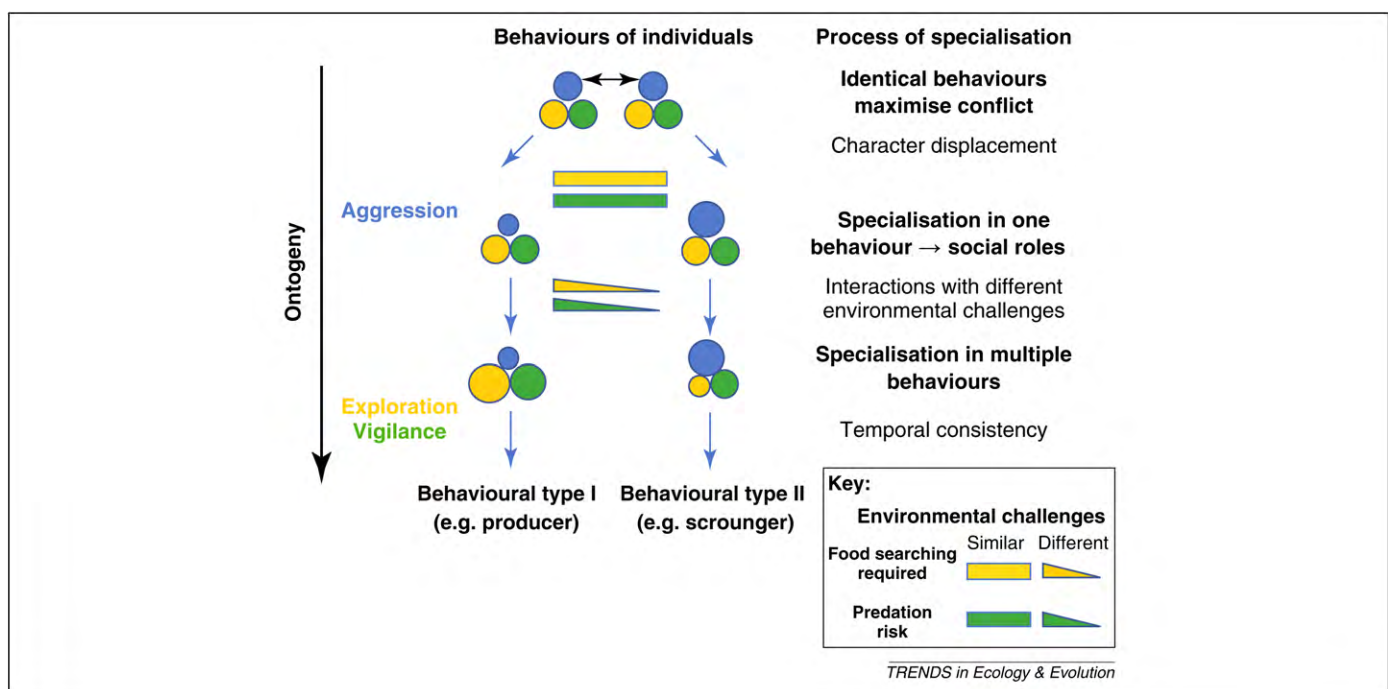 Behaviours of individuals
Process of specialisation
Identical behaviours
maximise conflict
Character displacement
Aggression
Specialisation in one
behaviour → social roles
Ontogeny
Interactions with different
environmental challenges
Specialisation in multiple
behaviours
Exploration
Vigilance
Temporal consistency
Behavioural type I
(e.g. producer)
Behavioural type II
(e.g. scrounger)
Key:
Environmental challenges
Similar
Different
Food searching
required
Predation
risk
TRENDS in Ecology & Evolution